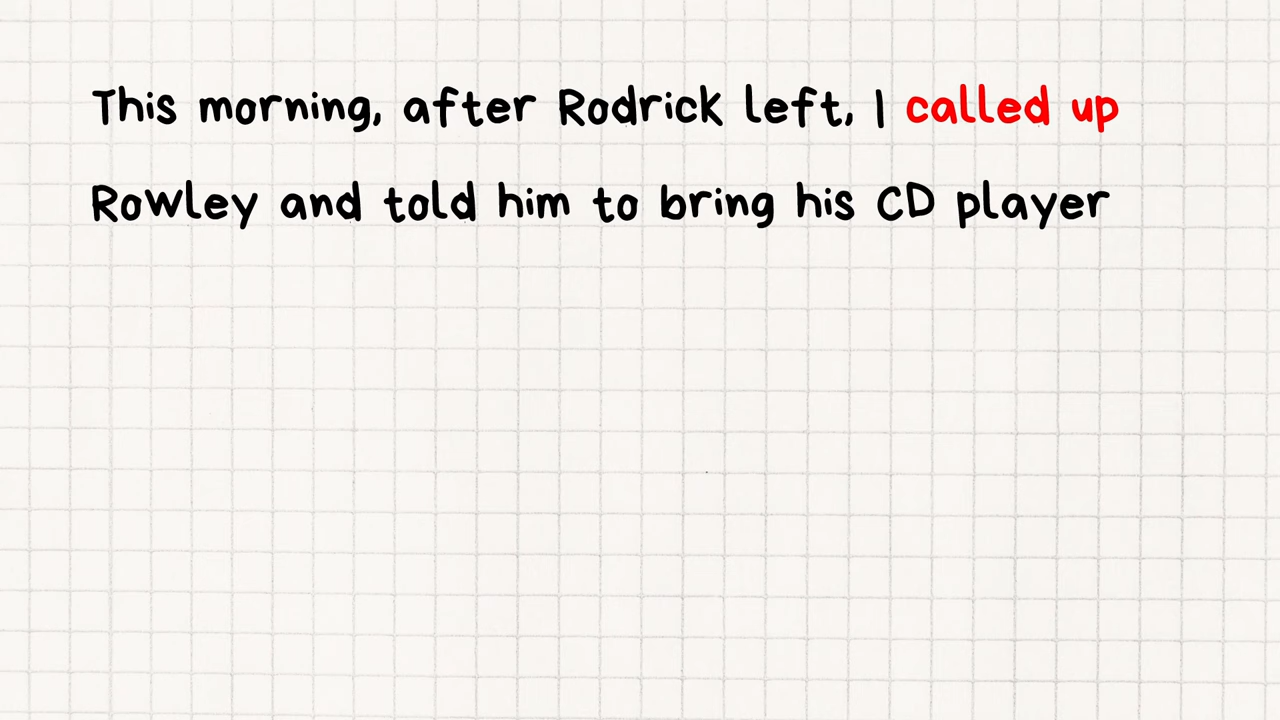 This morning, after Rodrick left, I called up
Rowley and told him to bring his CD player